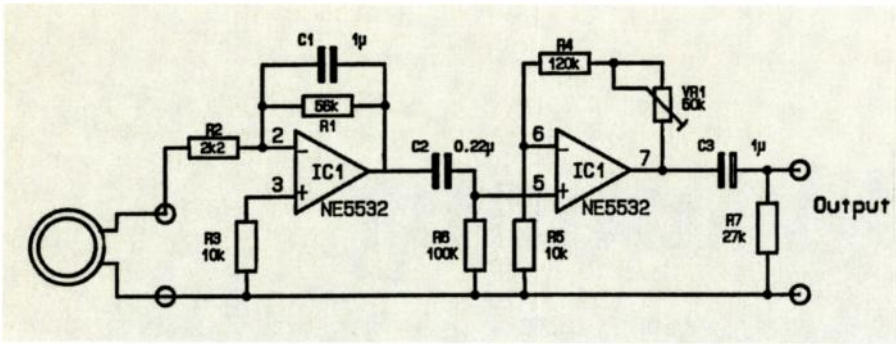 C1 1µ
R4
120k
VR1
50k
56k
R1
R2
2k2
2
6
C2 0.22µ
7
C3 1µ
IC1
IC1
3
5
NE5532
NE5532
Output
R3
10k
R6
100K
R5
10k
R7
27k